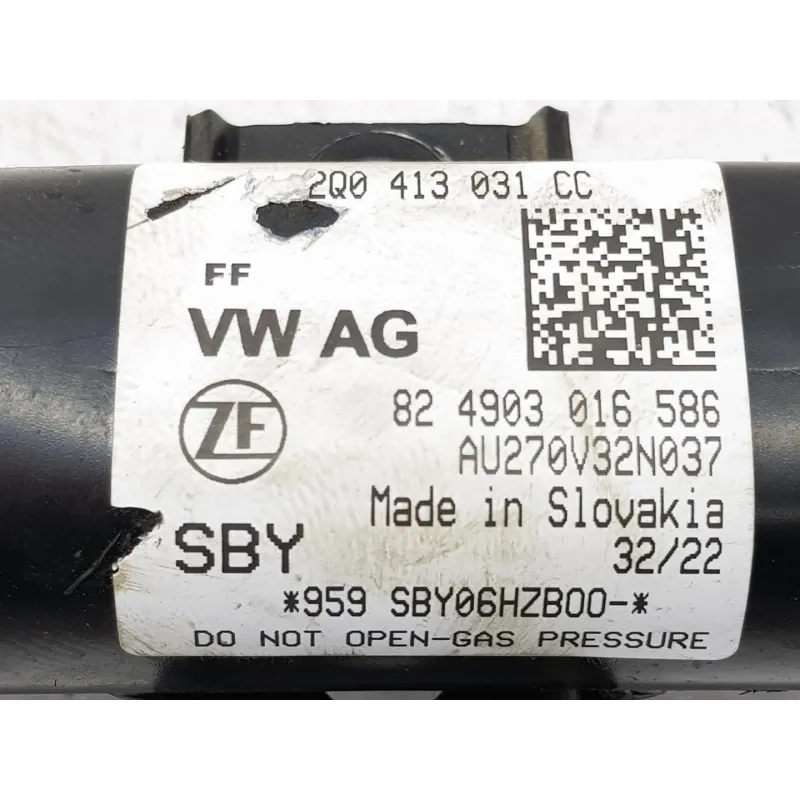 2Q0 413 031 CC
FF
VW AG
ZF
82 4903 016 586
AU270V32N037
Made in Slovakia
SBY
32/22
*959 SBY06HZB00-*
DO NOT OPEN-GAS PRESSURE